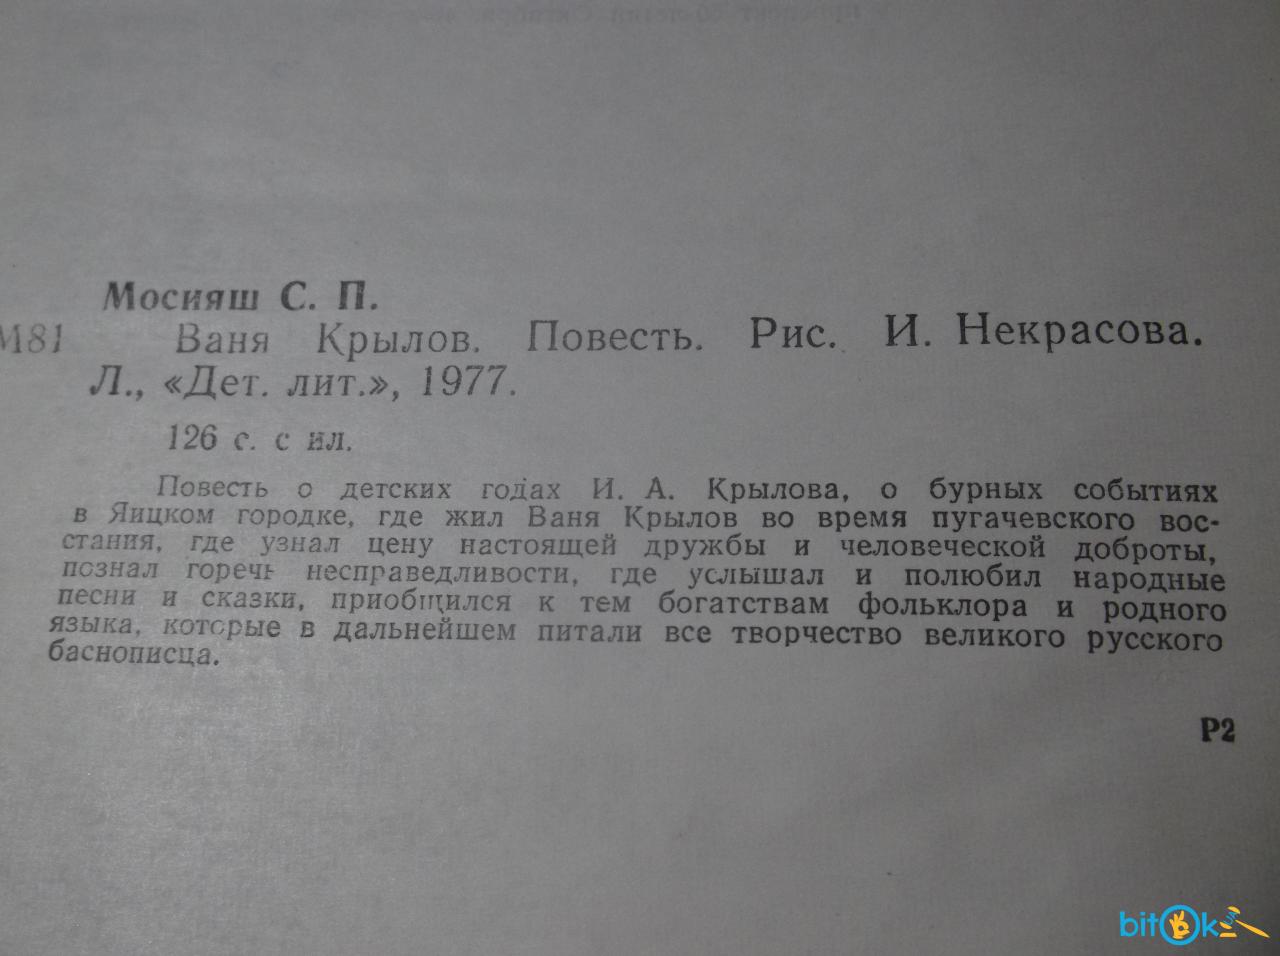 Мосияш С. П.
М81 Ваня Крылов. Повесть. Рис. И. Некрасова.
Л., «Дет. лит.», 1977.
126 с. с ил.
Повесть о детских годах И. А. Крылова, о бурных событиях
в Яицком городке, где жил Ваня Крылов во время пугачевского вос-
стания, где узнал цену настоящей дружбы и человеческой доброты,
познал горечь несправедливости, где услышал и полюбил народные
песни и сказки, приобщился к тем богатствам фольклора и родного
языка, которые в дальнейшем питали все творчество великого русского
баснописца.
Р2
bitOk